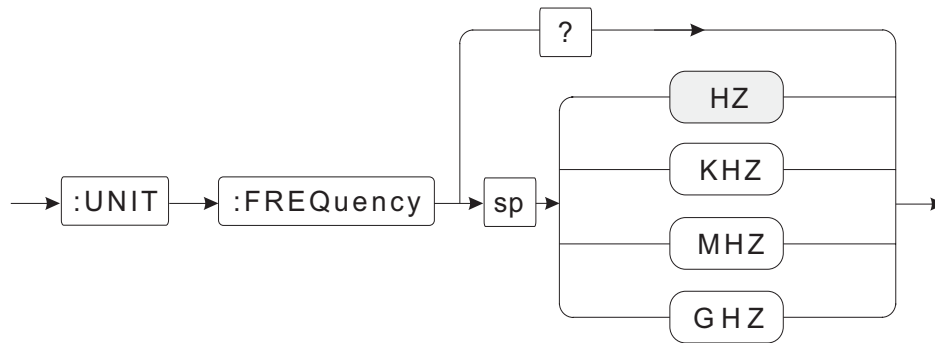 ?
HZ
KHZ
:UNIT
:FREQuency
sp
MHZ
GHZ